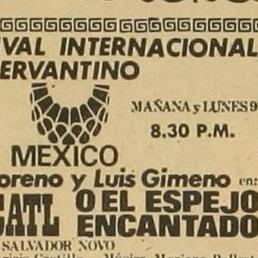 VAL INTERNACIONAL
ERVANTINO
MAÑANA y LUNES 9
8.30 P.M.
MEXICO
oreno y Luis Gimeno en:
CATL O EL ESPEJO
ENCANTADO
SALVADOR NOVO